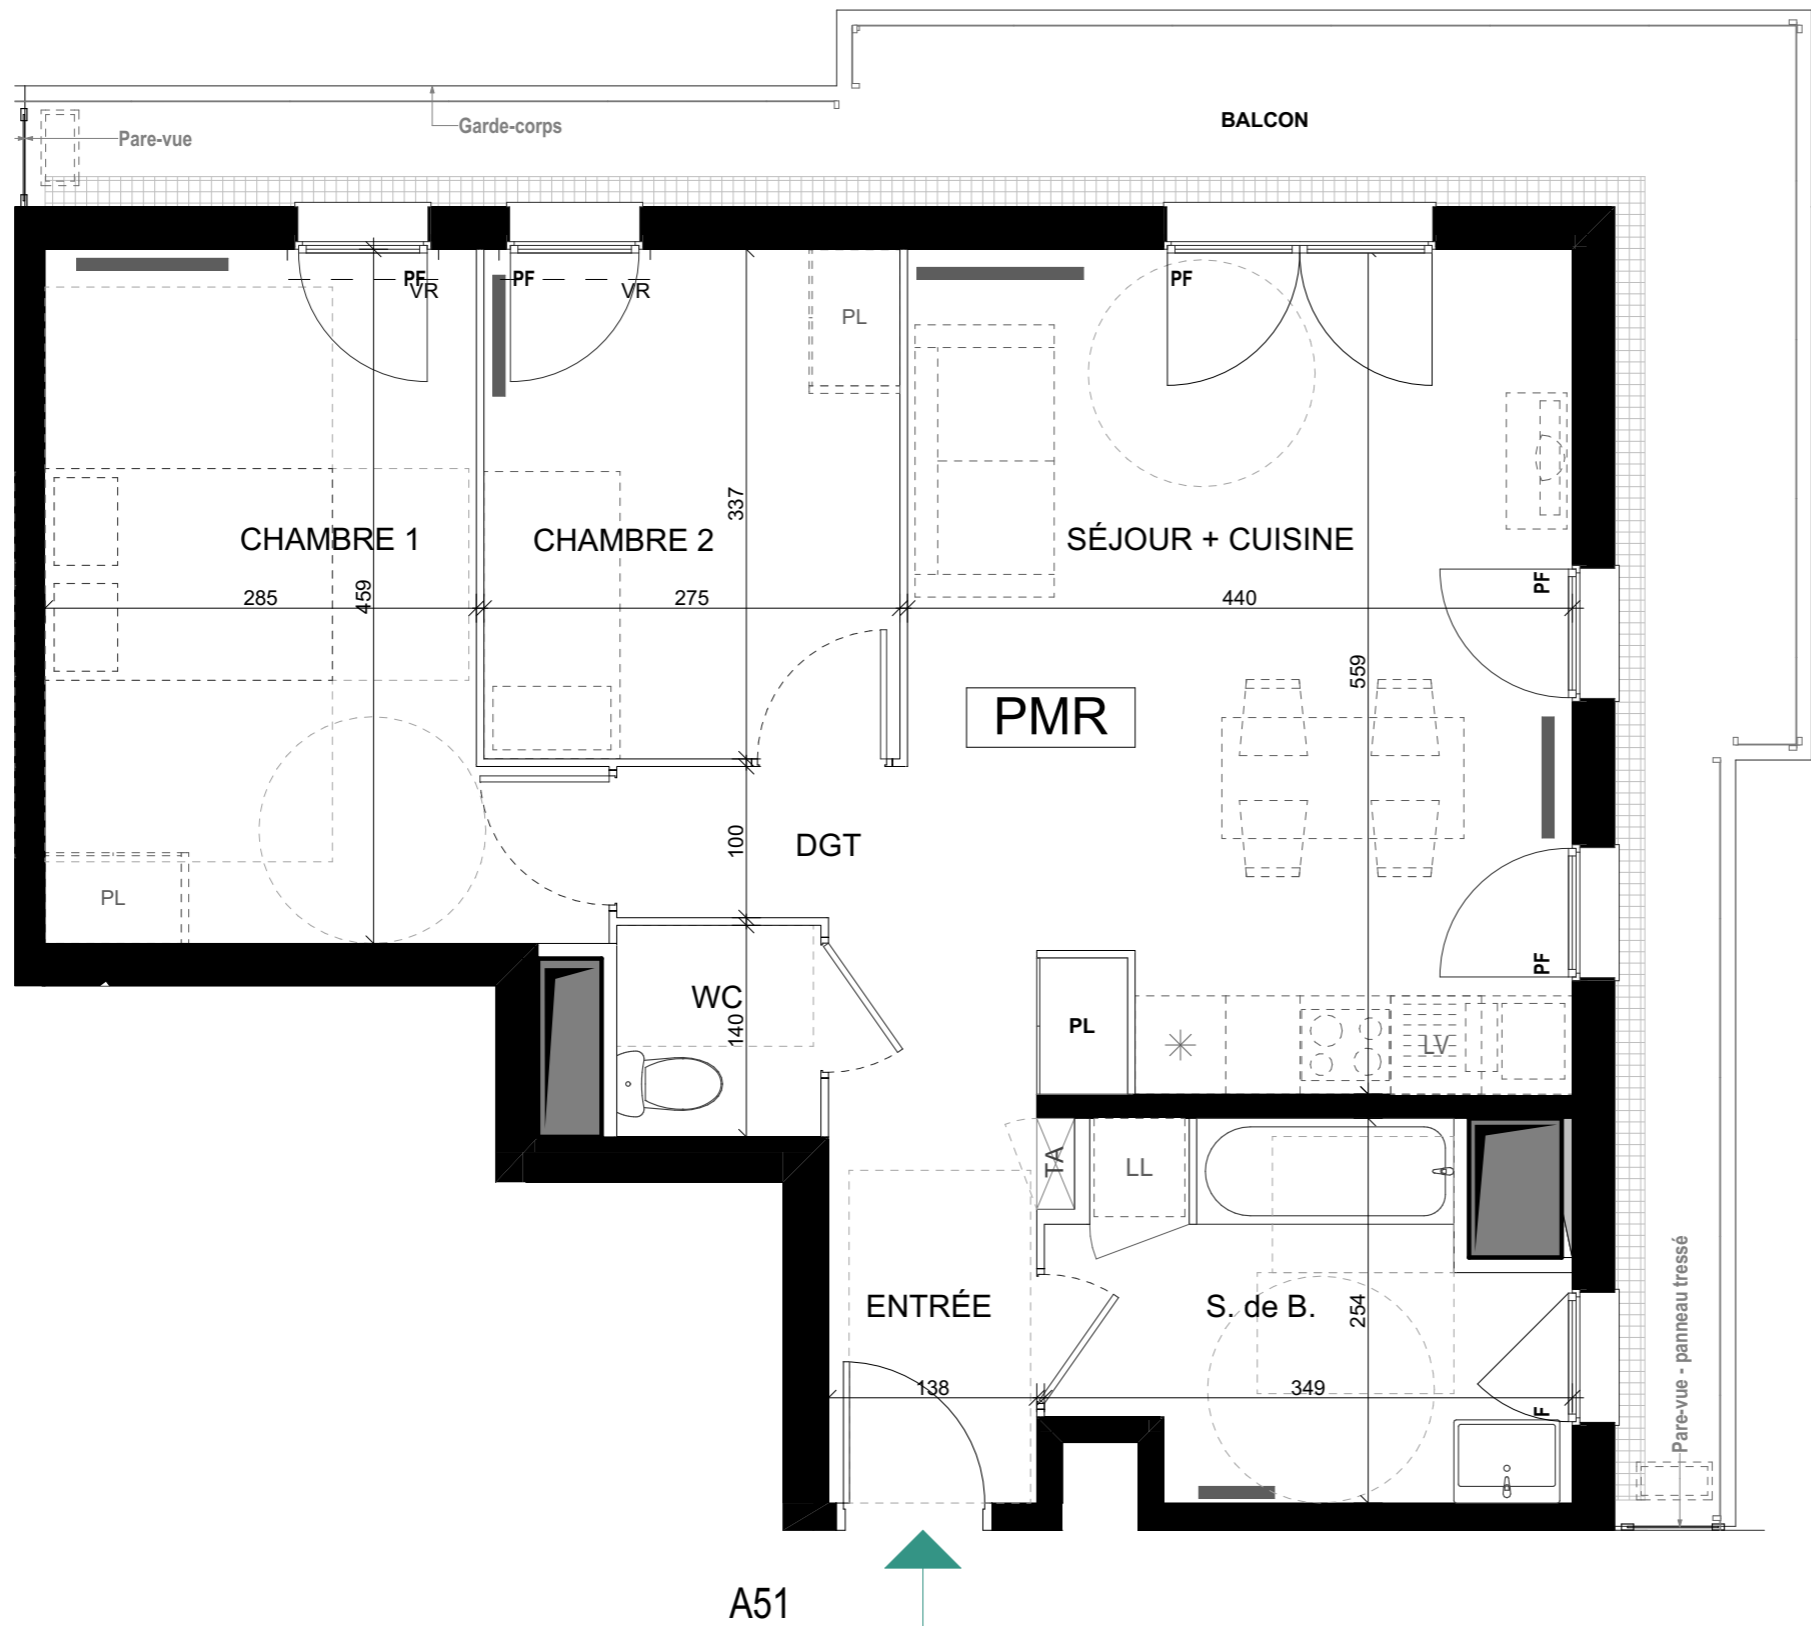 BALCON
Garde-corps
Pare-vue
PF
VR
PF
VR
PF
PL
337
CHAMBRE 1
CHAMBRE 2
SÉJOUR + CUISINE
PF
285
459
275
440
559
PMR
100
DGT
PL
PF
WC
140
PL
LV
TA
LL
ENTRÉE
S. de B.
254
Pare-vue - panneau tressé
138
349
F
A51